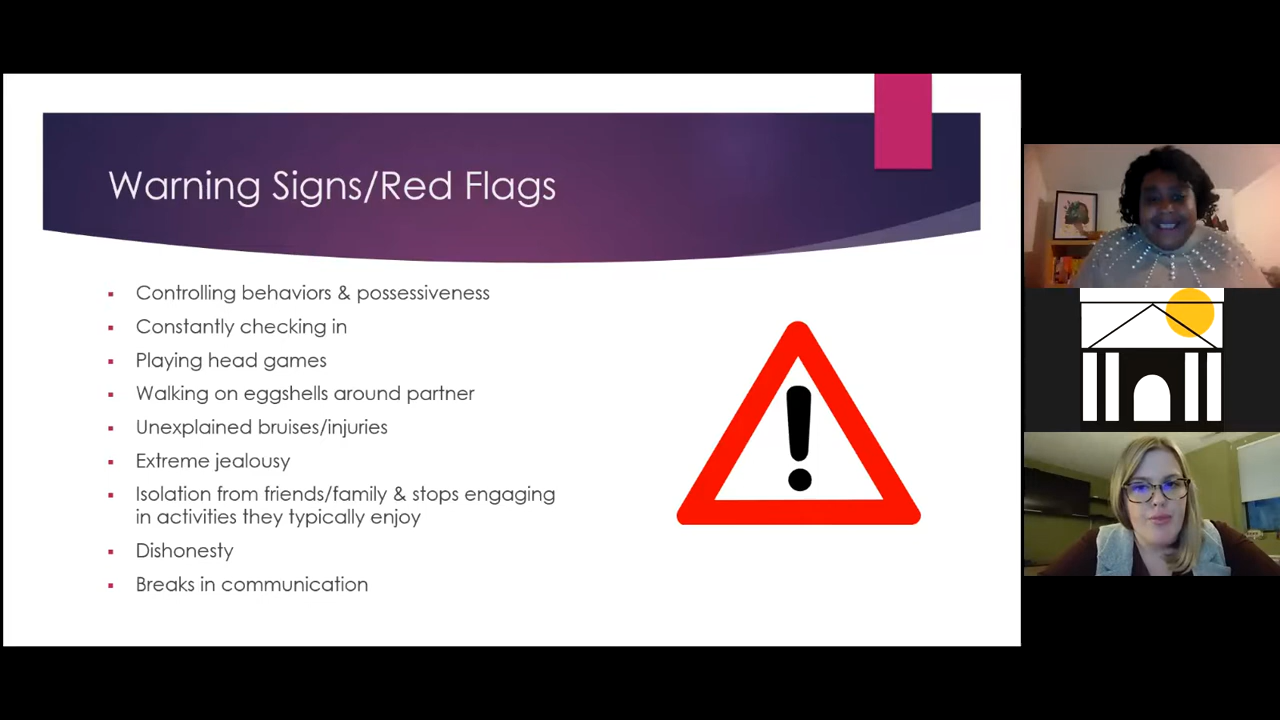 Warning Signs/Red Flags
Controlling behaviors & possessiveness
Constantly checking in
Playing head games
Walking on eggshells around partner
Unexplained bruises/injuries
Extreme jealousy
Isolation from friends/family & stops engaging
in activities they typically enjoy
Dishonesty
Breaks in communication